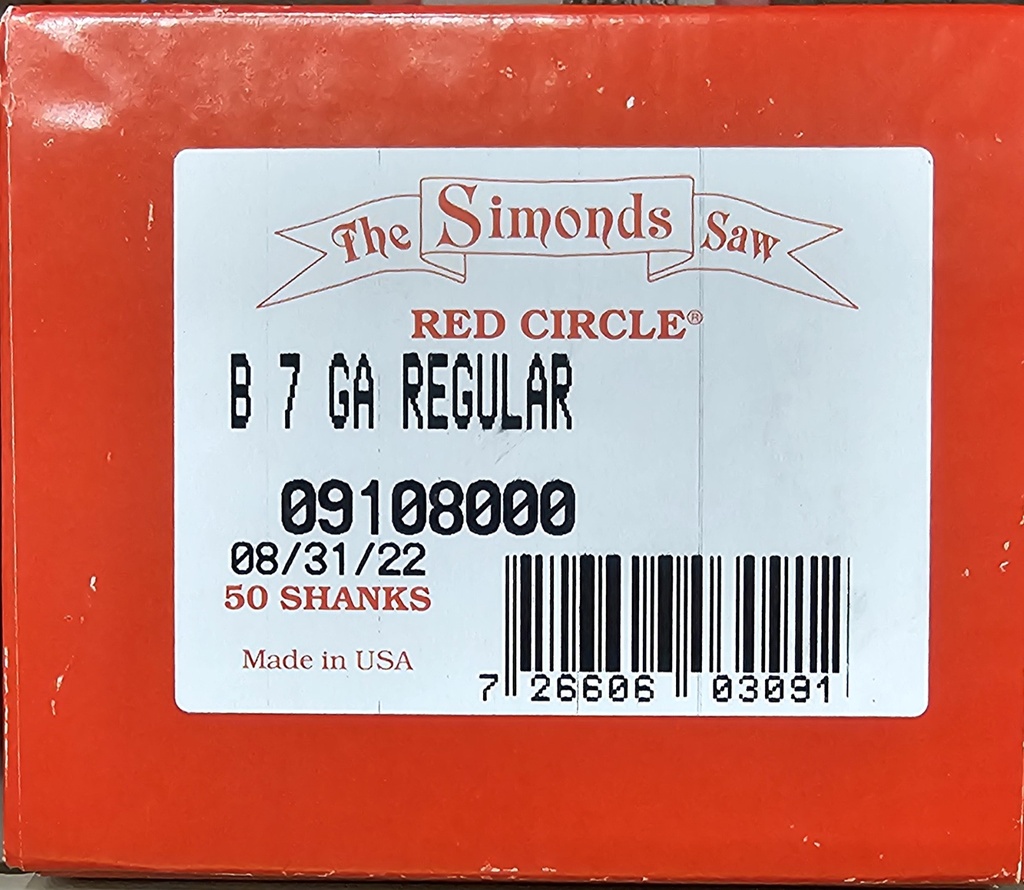 The Simonds Saw
RED CIRCLE®
B 7 GA REGULAR
09108000
08/31/22
50 SHANKS
Made in USA
7 26606 03091